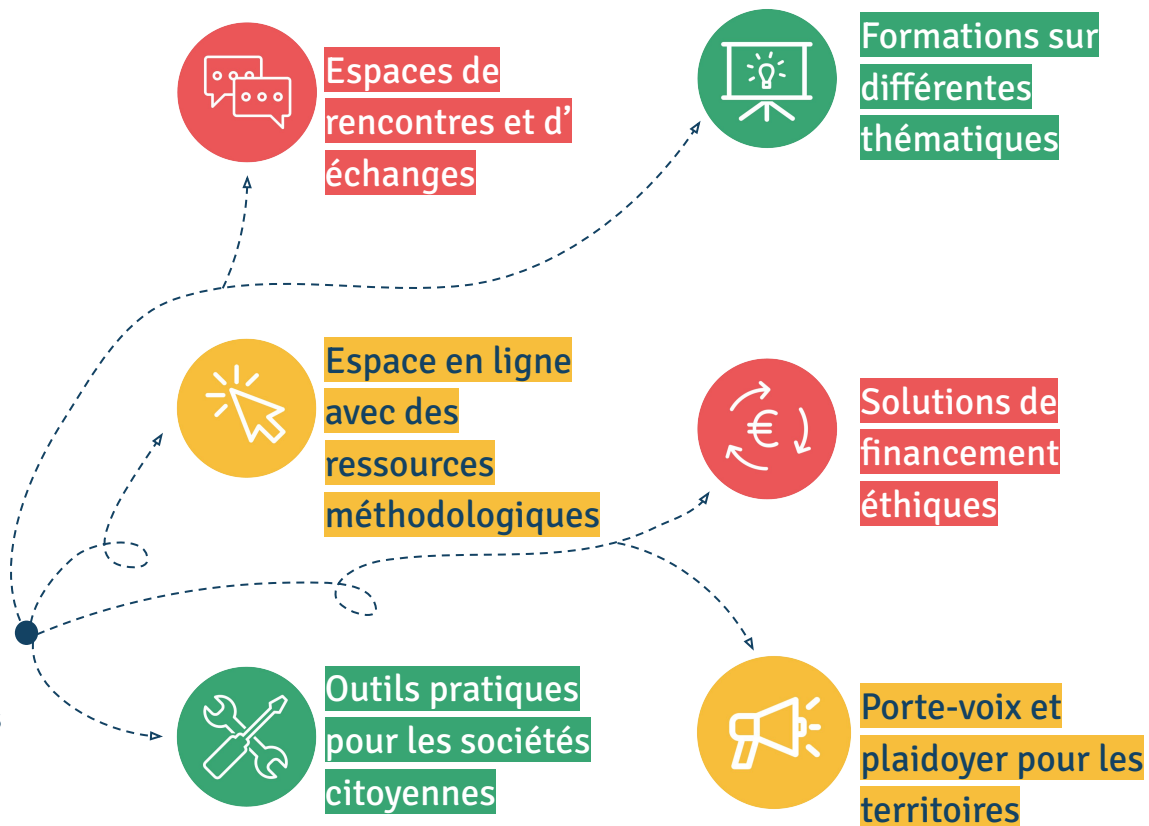 Espaces de
rencontres et d'
échanges
Formations sur
différentes
thématiques
Espace en ligne
avec des
ressources
méthodologiques
Solutions de
financement
éthiques
Outils pratiques
pour les sociétés
citoyennes
Porte-voix et
plaidoyer pour les
territoires